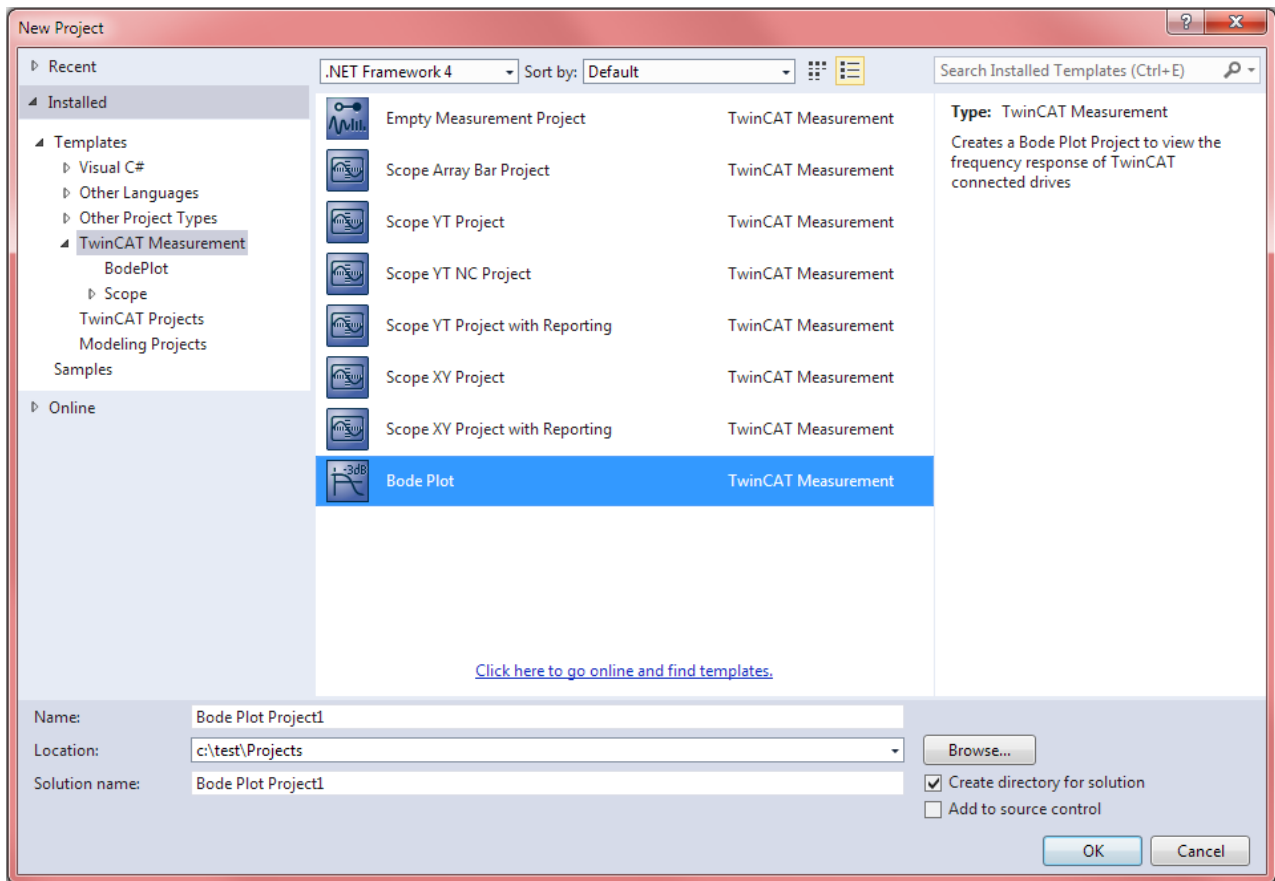 New Project
Recent
Installed
Templates
Visual C#
Other Languages
Other Project Types
TwinCAT Measurement
BodePlot
Scope
TwinCAT Projects
Modeling Projects
Samples
Online
.NET Framework 4 Sort by: Default
Empty Measurement Project TwinCAT Measurement
Scope Array Bar Project TwinCAT Measurement
Scope YT Project TwinCAT Measurement
Scope YT NC Project TwinCAT Measurement
Scope YT Project with Reporting TwinCAT Measurement
Scope XY Project TwinCAT Measurement
Scope XY Project with Reporting TwinCAT Measurement
-3dB
Bode Plot TwinCAT Measurement
Click here to go online and find templates.
Search Installed Templates (Ctrl+E)
Type: TwinCAT Measurement
Creates a Bode Plot Project to view the
frequency response of TwinCAT
connected drives
Name: Bode Plot Project1
Location: c:\test\Projects Browse...
Solution name: Bode Plot Project1
Create directory for solution
Add to source control
OK Cancel